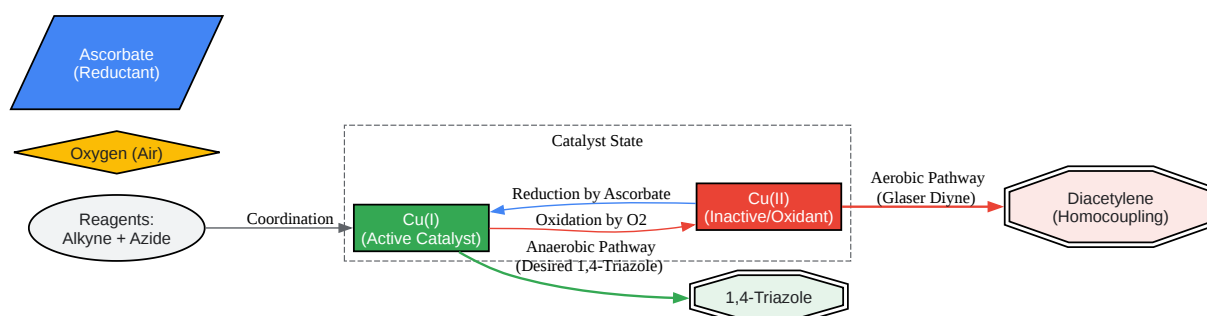 Ascorbate
(Reductant)
Oxygen (Air)
Reagents:
Alkyne + Azide
Coordination
Catalyst State
Cu(I)
(Active Catalyst)
Reduction by Ascorbate
Oxidation by O2
Cu(II)
(Inactive/Oxidant)
Anaerobic Pathway
(Desired 1,4-Triazole)
1,4-Triazole
Aerobic Pathway
(Glaser Diyne)
Diacetylene
(Homocoupling)